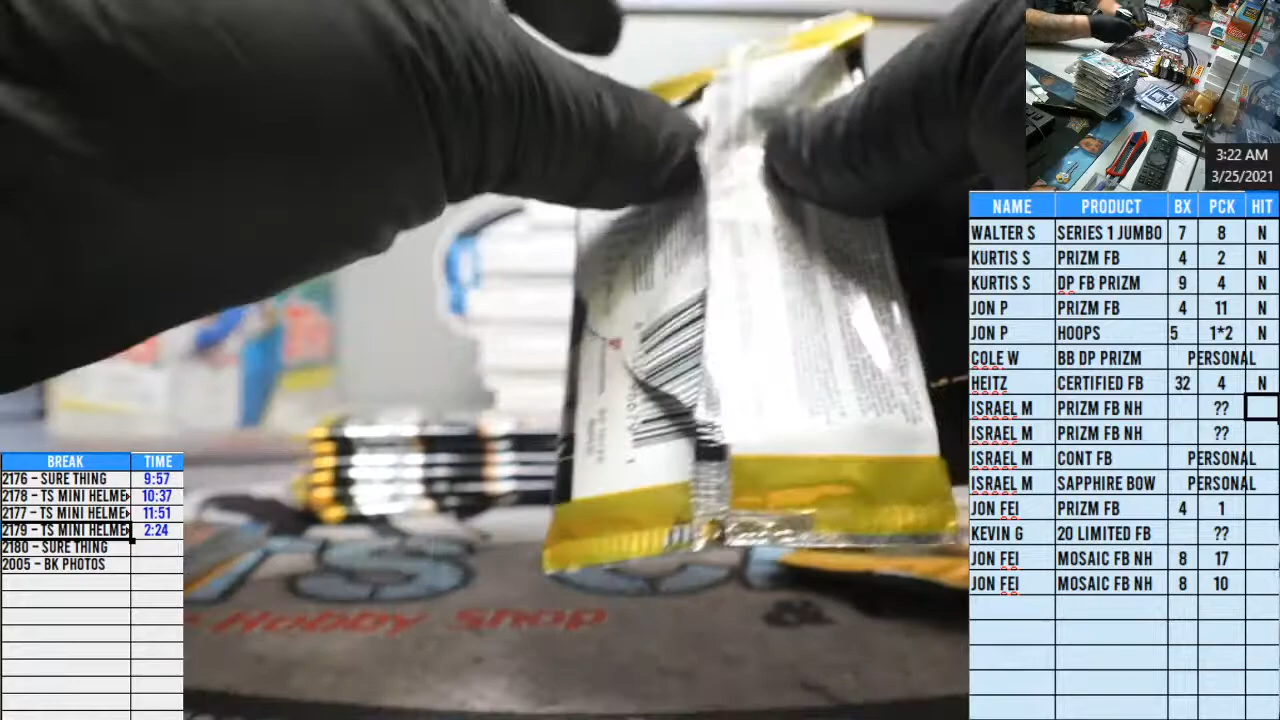 3:22 AM
3/25/2021
NAME PRODUCT BX PCK HIT
WALTER S SERIES 1 JUMBO 7 8 N
KURTIS S PRIZM FB 4 2 N
KURTIS S DP FB PRIZM 9 4 N
JON P PRIZM FB 4 11 N
JON P HOOPS 5 1*2 N
COLE W BB DP PRIZM PERSONAL
HEITZ CERTIFIED FB 32 4 N
ISRAEL M PRIZM FB NH ??
ISRAEL M PRIZM FB NH ??
ISRAEL M CONT FB PERSONAL
ISRAEL M SAPPHIRE BOW PERSONAL
JON FEI PRIZM FB 4 1
KEVIN G 20 LIMITED FB ??
JON FEI MOSAIC FB NH 8 17
JON FEI MOSAIC FB NH 8 10
BREAK TIME
2176 - SURE THING 9:57
2178 - TS MINI HELME 10:37
2177 - TS MINI HELME 11:51
2179 - TS MINI HELME 2:24
2180 - SURE THING
2005 - BK PHOTOS
Hobby Shop
&